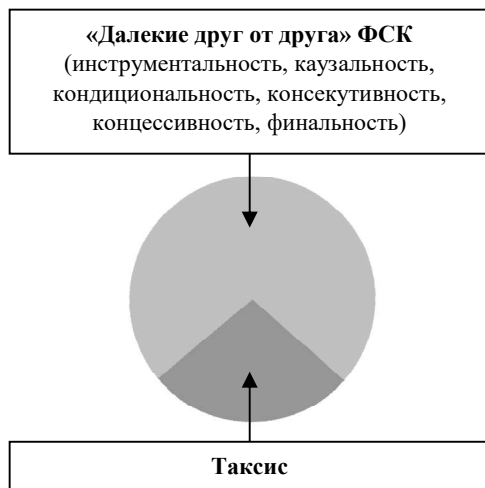 «Далекие друг от друга» ФСК
(инструментальность, каузальность,
кондициональность, консекутивность,
концессивность, финальность)
Таксис